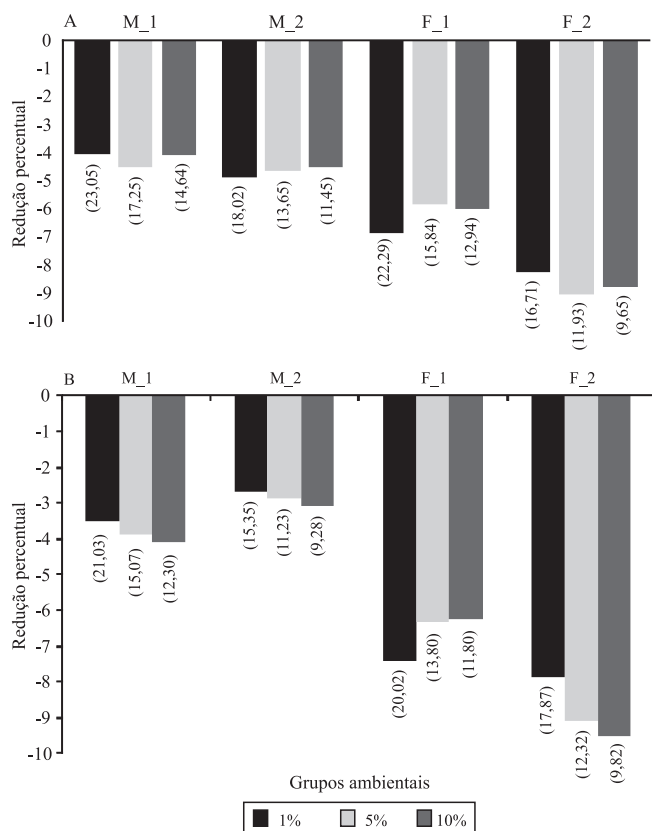 A M_1 M_2 F_1 F_2
Redução percentual
0
-1
-2
-3
-4
-5
-6
-7
-8
-9
-10
(23,05) (17,25) (14,64) (18,02) (13,65) (11,45) (22,29) (15,84) (12,94) (16,71) (11,93) (9,65)
B M_1 M_2 F_1 F_2
Redução percentual
0
-1
-2
-3
-4
-5
-6
-7
-8
-9
-10
(21,03) (15,07) (12,30) (15,35) (11,23) (9,28) (20,02) (13,80) (11,80) (17,87) (12,32) (9,82)
Grupos ambientais
1% 5% 10%